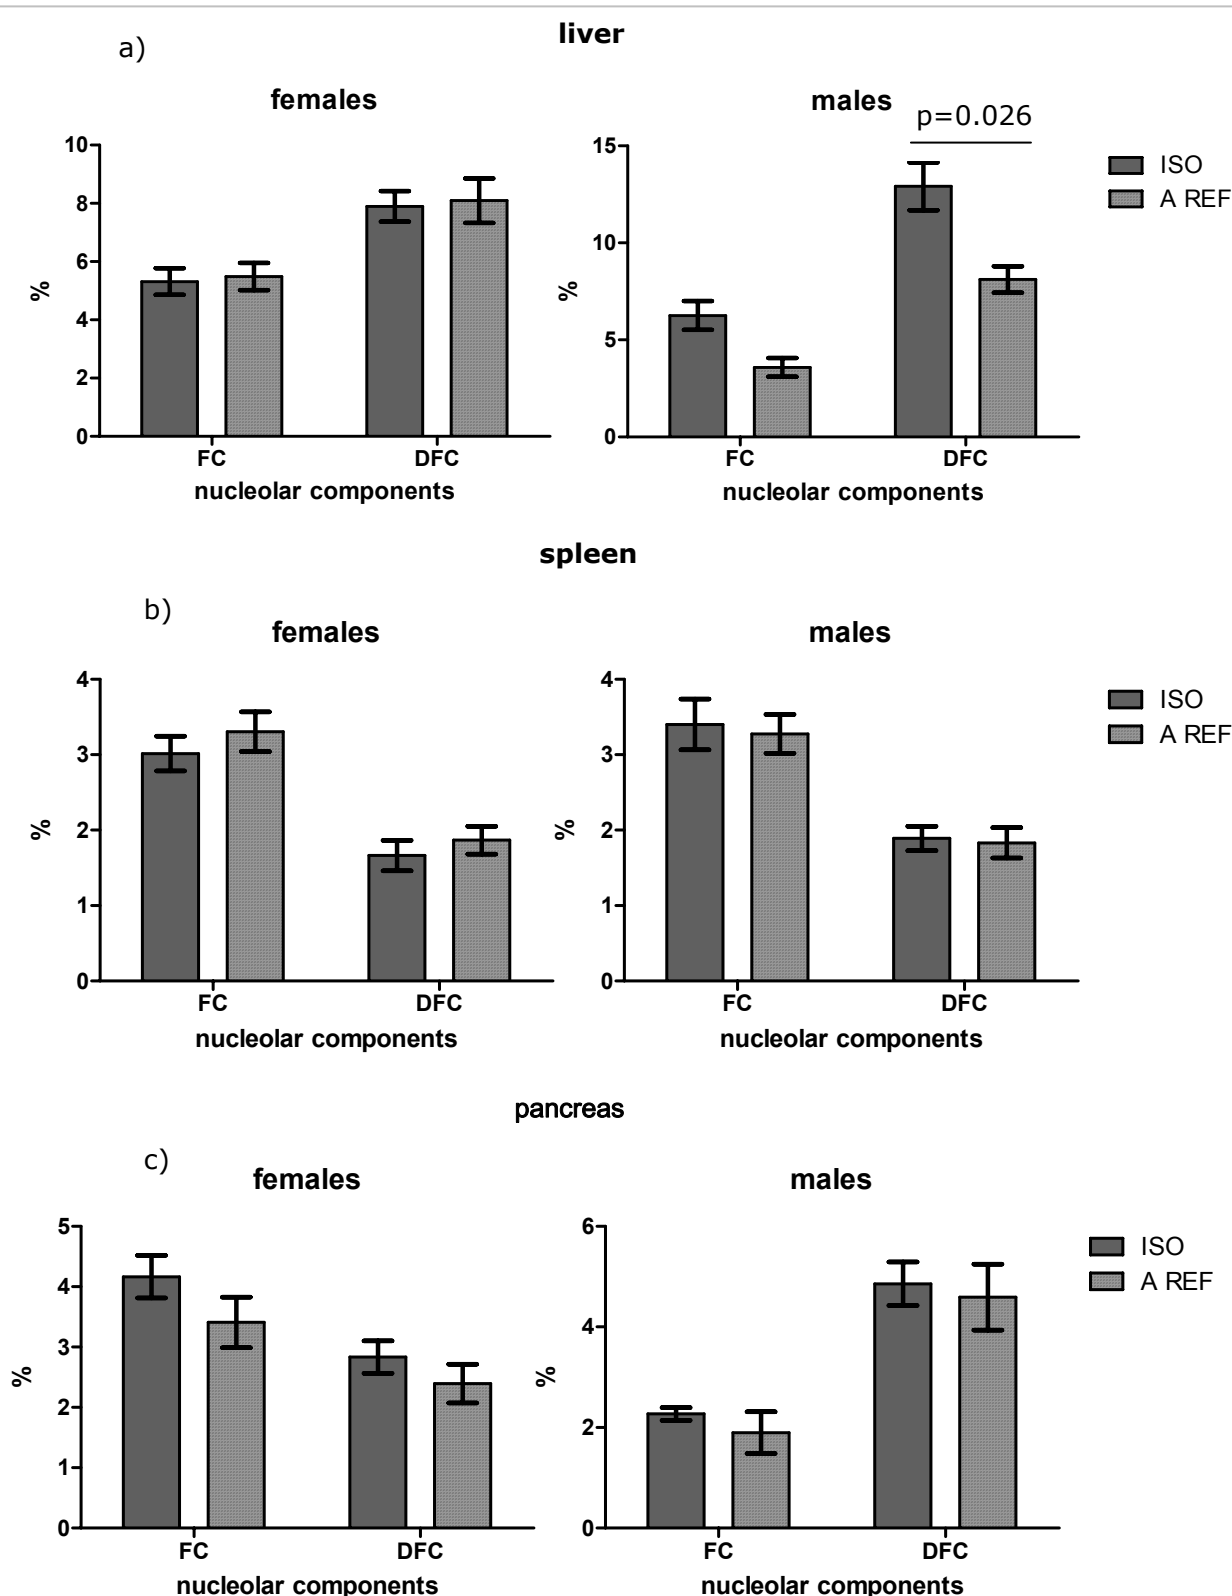 liver
a)
females
males
p=0.026
10
8
6
4
2
0
%
FC
DFC
nucleolar components
15
10
5
0
%
FC
DFC
nucleolar components
ISO
A REF
spleen
b)
females
males
4
3
2
1
0
%
FC
DFC
nucleolar components
4
3
2
1
0
%
FC
DFC
nucleolar components
ISO
A REF
pancreas
c)
females
males
5
4
3
2
1
0
%
FC
DFC
nucleolar components
6
4
2
0
%
FC
DFC
nucleolar components
ISO
A REF